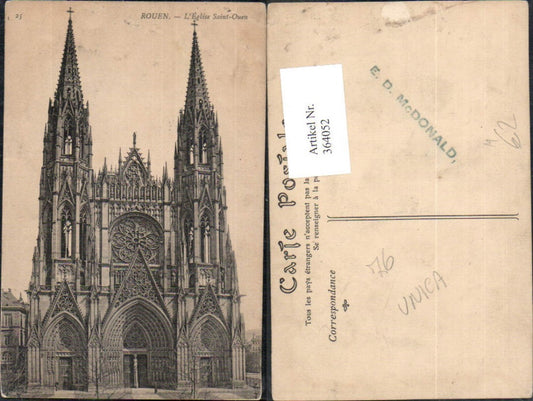 25
ROUEN. — L'Église Saint-Ouen
Artikel Nr.
364052
E. D. McDONALD,
62
Carte Postale
Tous les pays étrangers n'acceptent pas la
Se renseigner à la p
Correspondance
76
UNICA